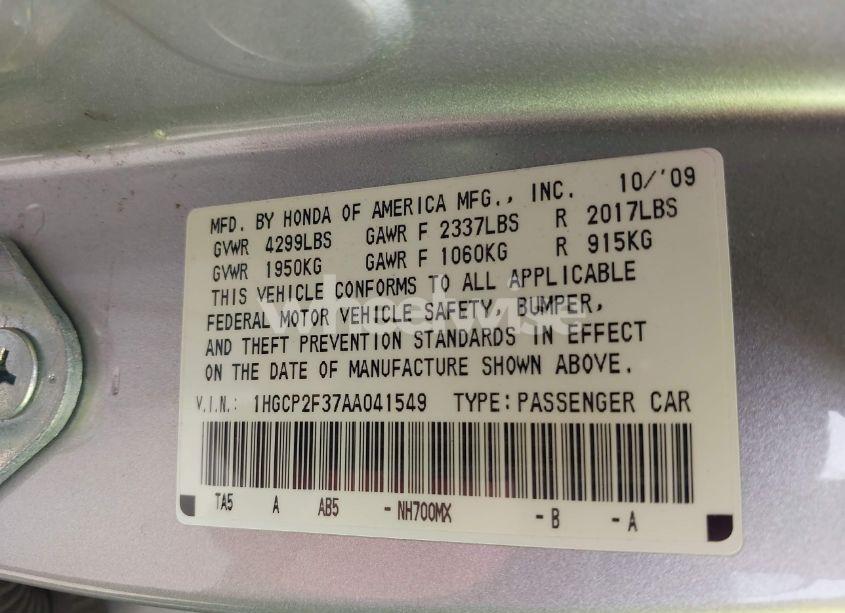 MFD. BY HONDA OF AMERICA MFG., INC. 10/'09
GVWR 4299LBS GAWR F 2337LBS R 2017LBS
GVWR 1950KG GAWR F 1060KG R 915KG
THIS VEHICLE CONFORMS TO ALL APPLICABLE
FEDERAL MOTOR VEHICLE SAFETY, BUMPER,
AND THEFT PREVENTION STANDARDS IN EFFECT
ON THE DATE OF MANUFACTURE SHOWN ABOVE.
V.I.N.: 1HGCP2F37AA041549 TYPE: PASSENGER CAR
TA5 A AB5 - NH700MX - B - A
wheelwise